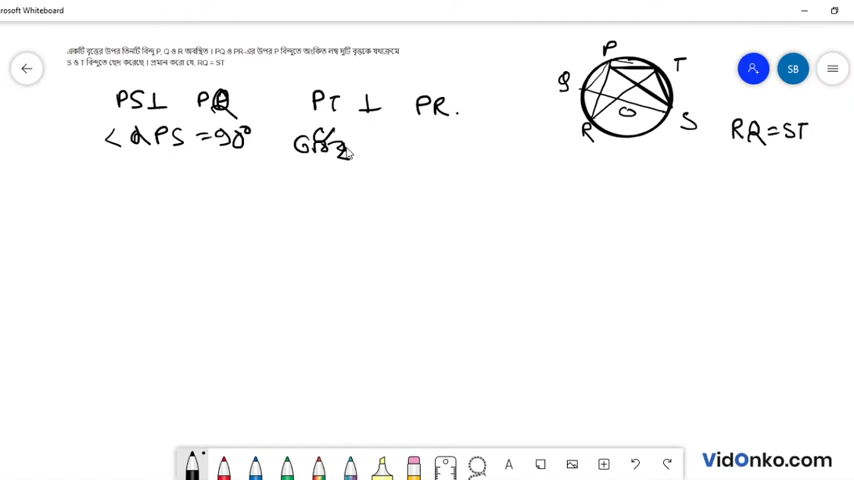 Microsoft Whiteboard
একটি বৃত্তের উপর তিনটি বিন্দু P, Q ও R অবস্থিত । PQ ও PR-এর উপর P বিন্দুতে অংকিত লম্ব দুটি বৃত্তকে যথাক্রমে
S & T বিন্দুতে ছেদ করেছে । প্রমান করো যে, RQ = ST
SB
PS⊥ PQ PT ⊥ PR.
< QPS = 90°
P
T
Q
R
S
O
RQ=ST
A
VidOnko.com